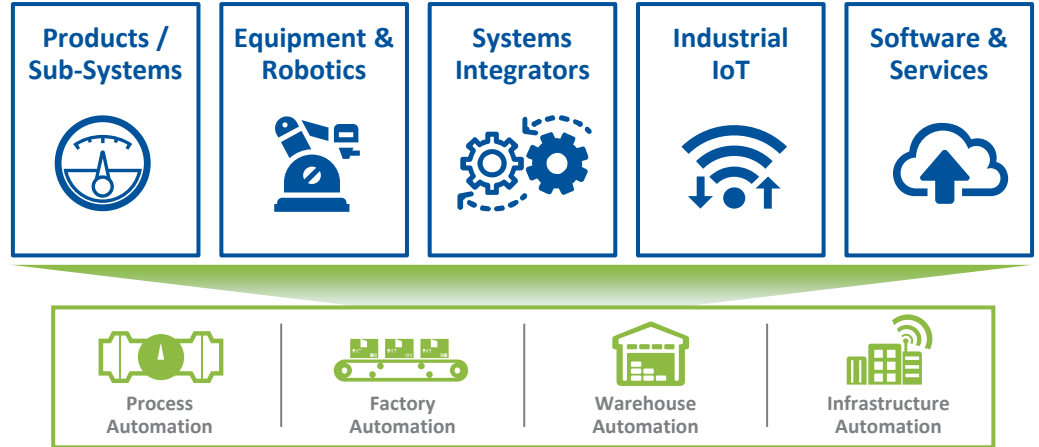 Products /
Sub-Systems
Equipment &
Robotics
Systems
Integrators
Industrial
IoT
Software &
Services
Process
Automation
Factory
Automation
Warehouse
Automation
Infrastructure
Automation